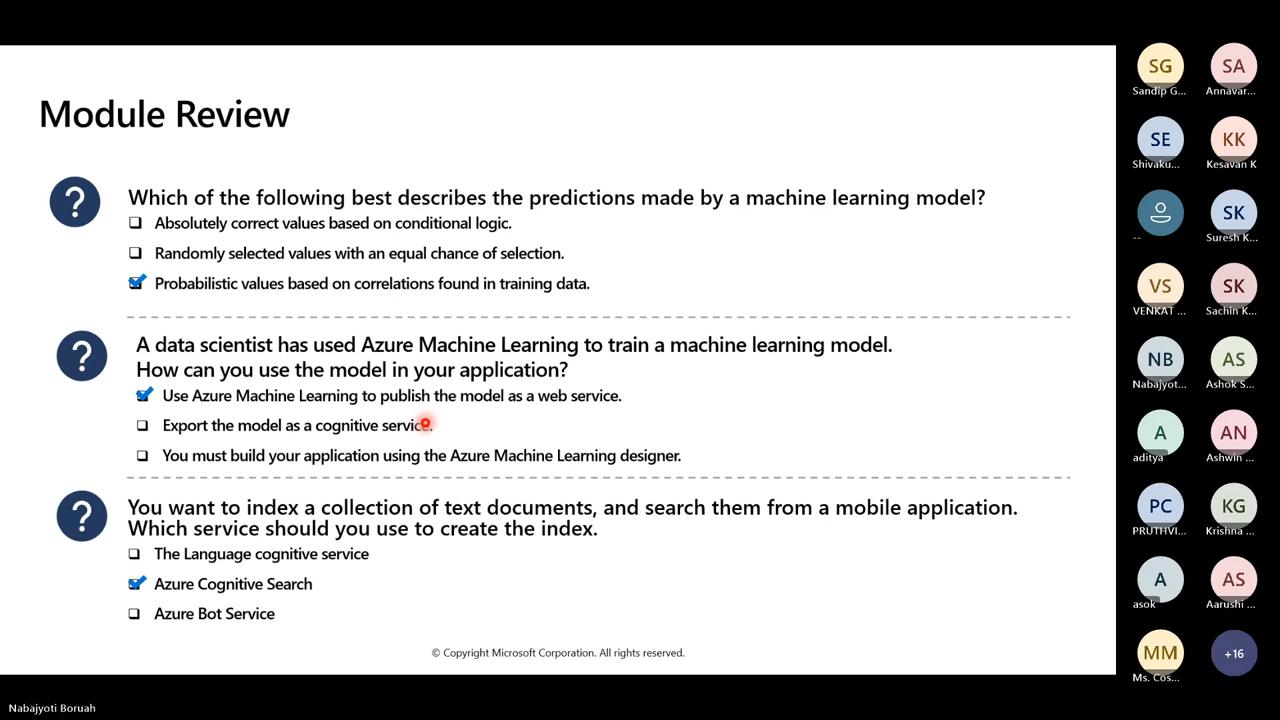 Module Review
?
Which of the following best describes the predictions made by a machine learning model?
Absolutely correct values based on conditional logic.
Randomly selected values with an equal chance of selection.
Probabilistic values based on correlations found in training data.
?
A data scientist has used Azure Machine Learning to train a machine learning model.
How can you use the model in your application?
Use Azure Machine Learning to publish the model as a web service.
Export the model as a cognitive service.
You must build your application using the Azure Machine Learning designer.
?
You want to index a collection of text documents, and search them from a mobile application.
Which service should you use to create the index.
The Language cognitive service
Azure Cognitive Search
Azure Bot Service
© Copyright Microsoft Corporation. All rights reserved.
Nabajyoti Boruah
SG SA
Sandip G... Annavar...
SE KK
Shivaku... Kesavan K
SK
-- Suresh K...
VS SK
VENKAT ... Sachin K...
NB AS
Nabajyot... Ashok S...
A AN
aditya Ashwin ...
PC KG
PRUTHVI... Krishna ...
A AS
asok Aarushi ...
MM +16
Ms. Cos...